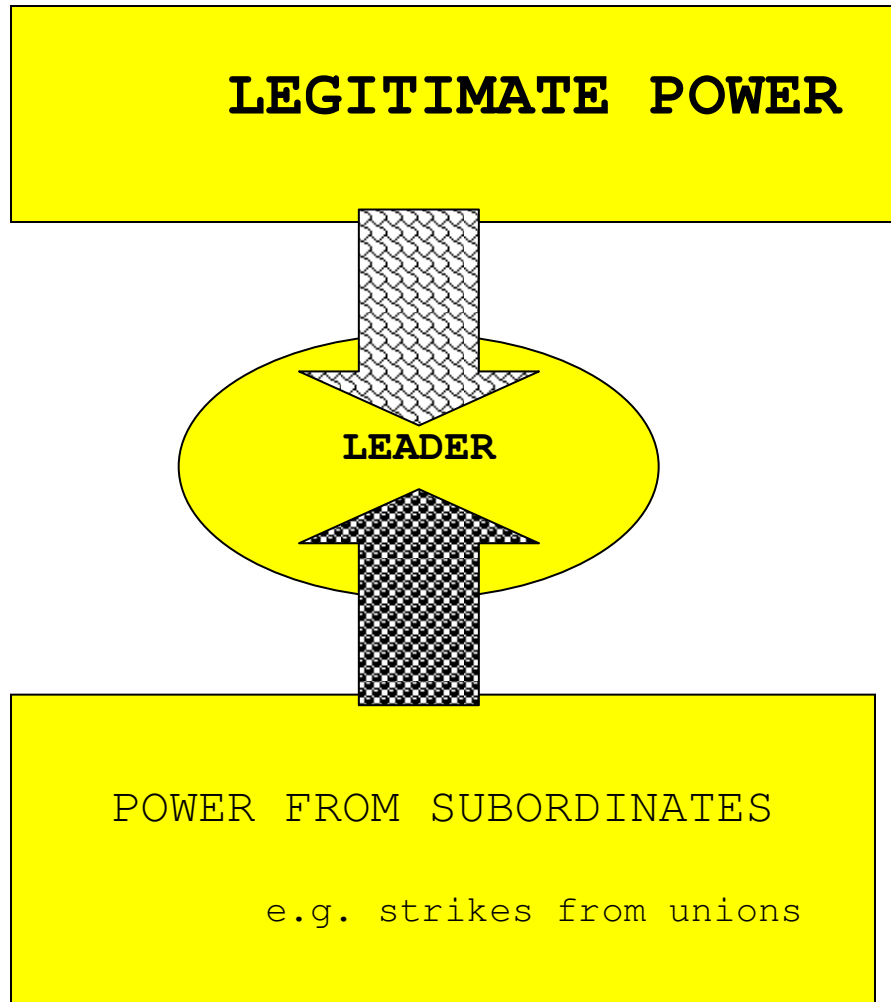 LEGITIMATE POWER
LEADER
POWER FROM SUBORDINATES
e.g. strikes from unions